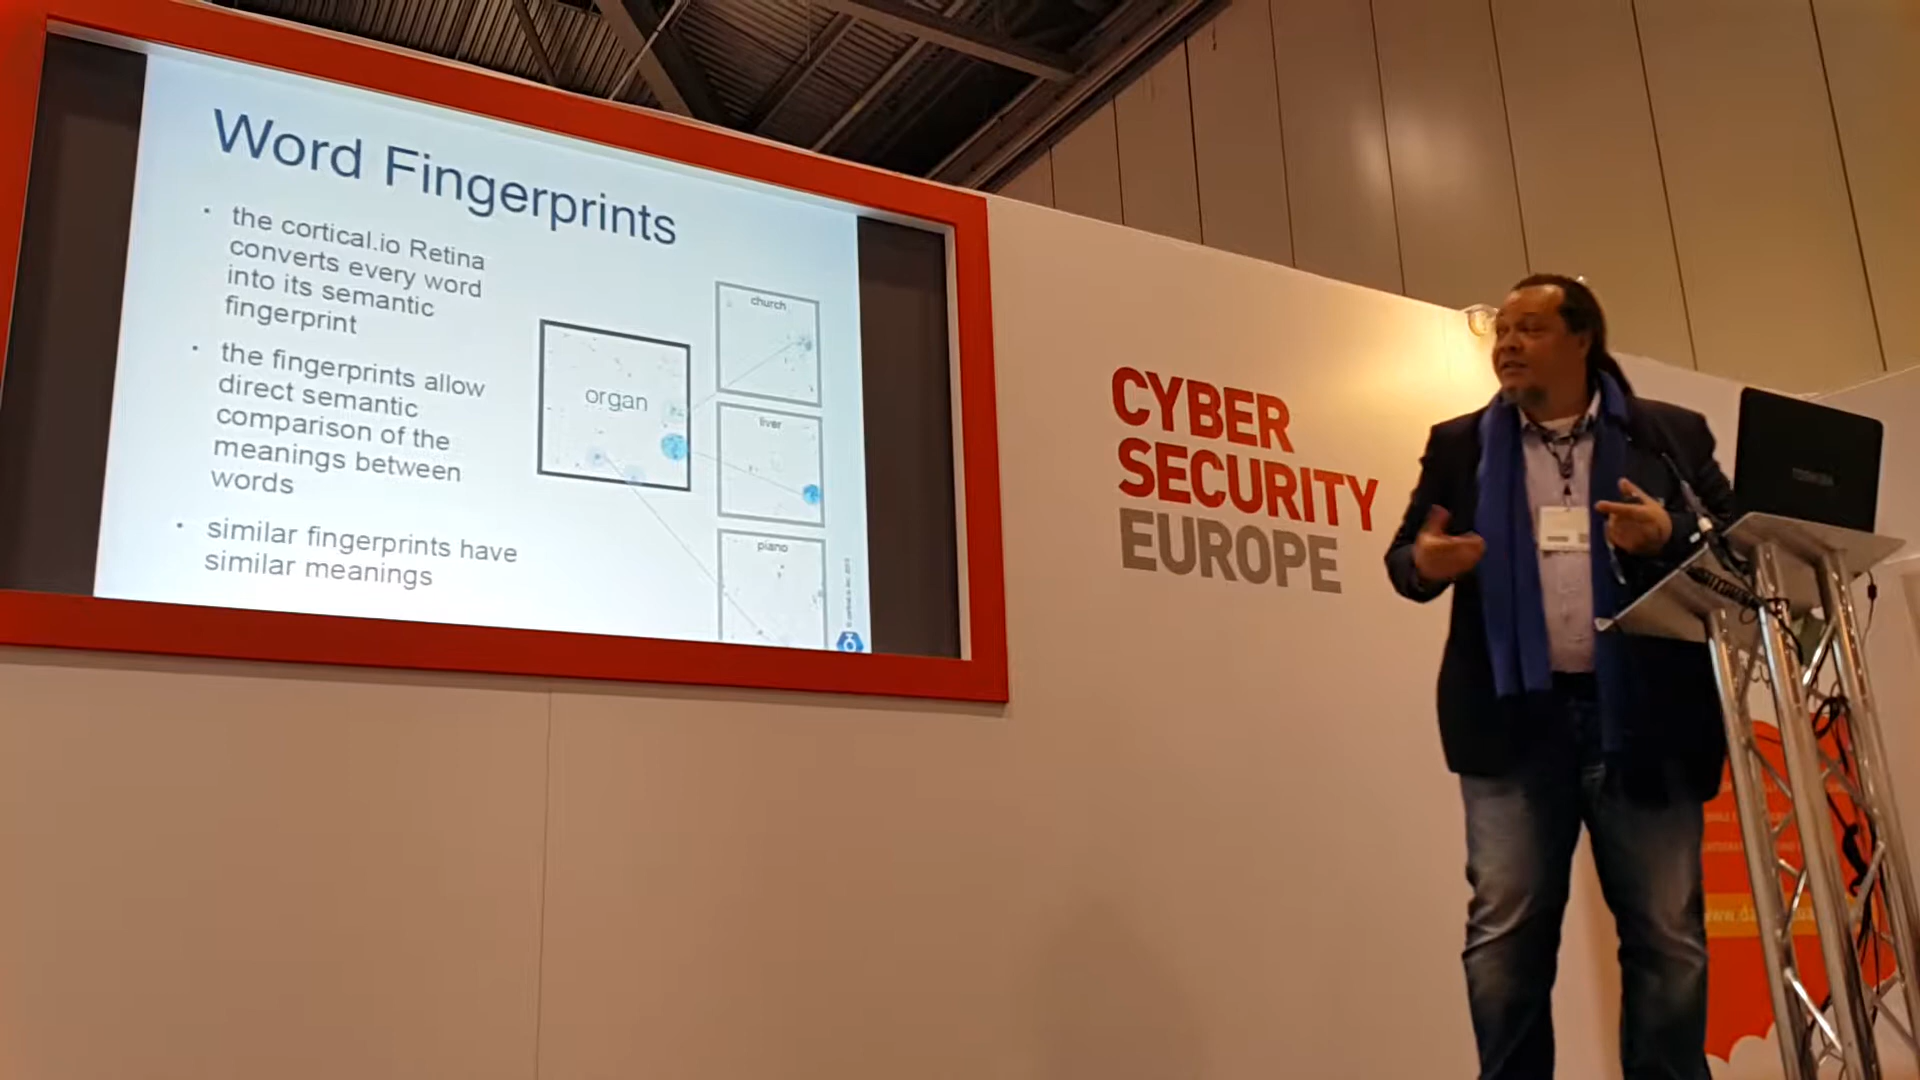 Word Fingerprints
• the cortical.io Retina
converts every word
into its semantic
fingerprint
• the fingerprints allow
direct semantic
comparison of the
meanings between
words
• similar fingerprints have
similar meanings
organ
church
liver
piano
CYBER
SECURITY
EUROPE